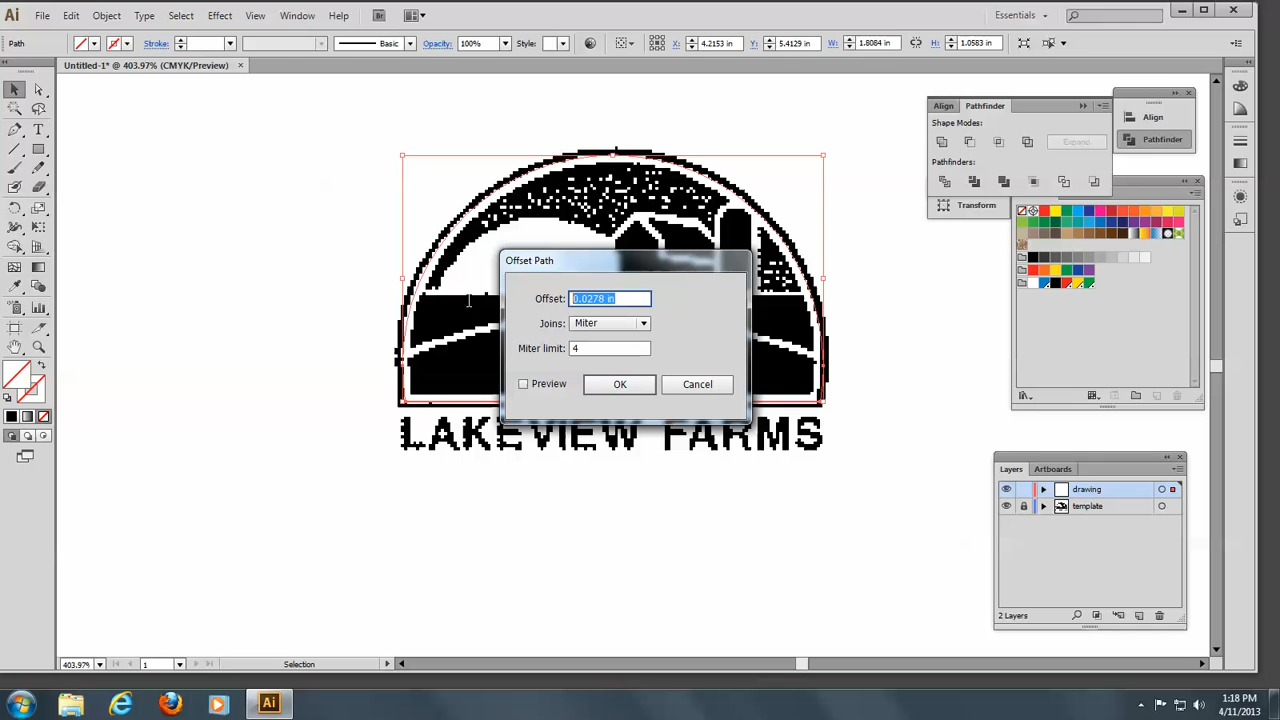 Ai File Edit Object Type Select Effect View Window Help Br Essentials
Path Stroke: Basic Opacity: 100% Style: X: 4.2153 in Y: 5.4129 in W: 1.8084 in H: 1.0583 in
Untitled-1* @ 403.97% (CMYK/Preview) ×
Align Pathfinder
Shape Modes:
Expand
Pathfinders:
Transform
Align
Pathfinder
Offset Path
Offset: 0.0278 in
Joins: Miter
Miter limit: 4
Preview OK Cancel
LAKEVIEW FARMS
Layers Artboards
drawing
template
2 Layers
403.97% 1 Selection
Ai
1:18 PM
4/11/2013